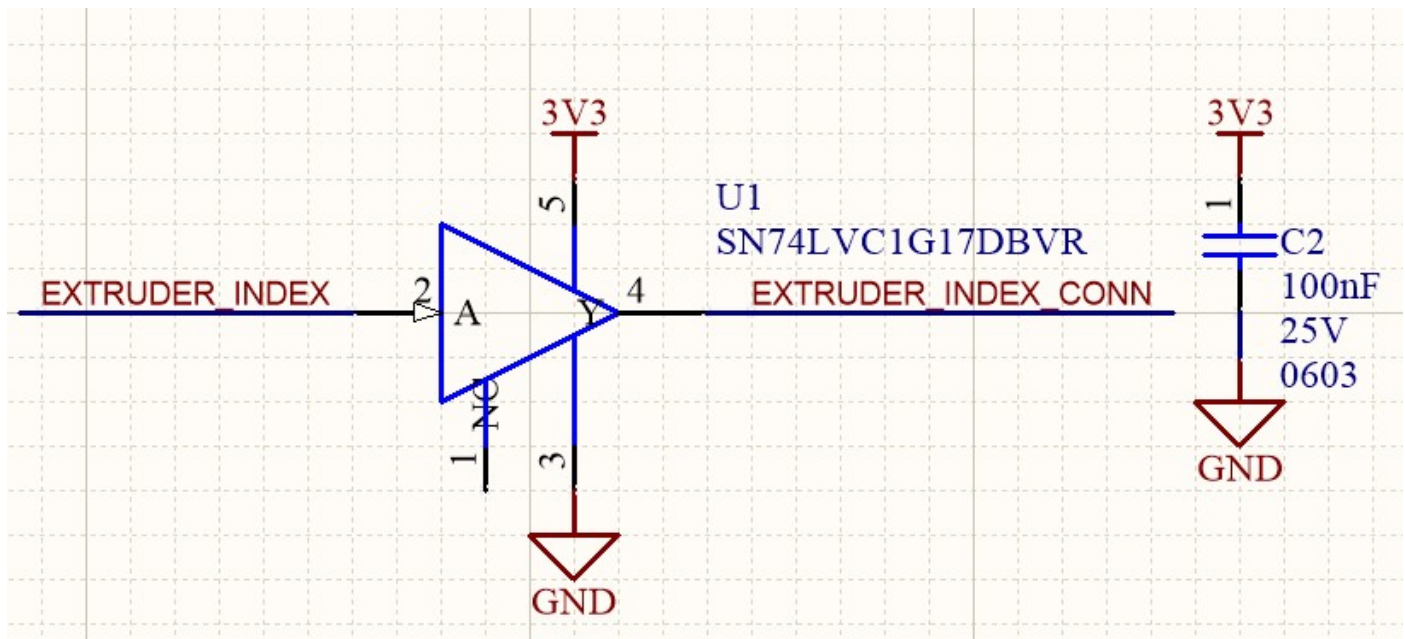 3V3
5
U1
SN74LVC1G17DBVR
EXTRUDER_INDEX
2
A
Y
4
EXTRUDER_INDEX_CONN
NC
1
3
GND
3V3
1
C2
100nF
25V
0603
GND